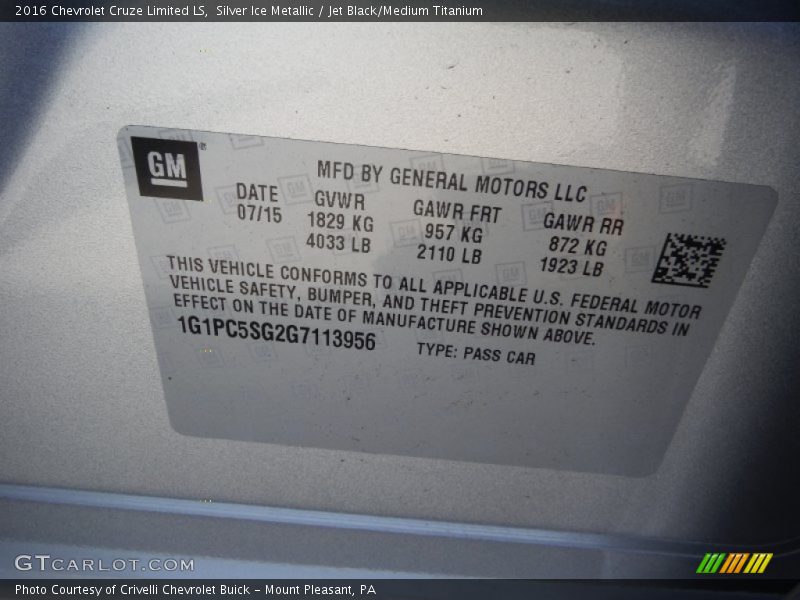 2016 Chevrolet Cruze Limited LS,  Silver Ice Metallic / Jet Black/Medium Titanium
GM
MFD BY GENERAL MOTORS LLC
DATE GVWR GAWR FRT GAWR RR
07/15 1829 KG 957 KG 872 KG
4033 LB 2110 LB 1923 LB
THIS VEHICLE CONFORMS TO ALL APPLICABLE U.S. FEDERAL MOTOR
VEHICLE SAFETY, BUMPER, AND THEFT PREVENTION STANDARDS IN
EFFECT ON THE DATE OF MANUFACTURE SHOWN ABOVE.
1G1PC5SG2G7113956 TYPE: PASS CAR
GTCARLOT.COM
Photo Courtesy of Crivelli Chevrolet Buick - Mount Pleasant, PA